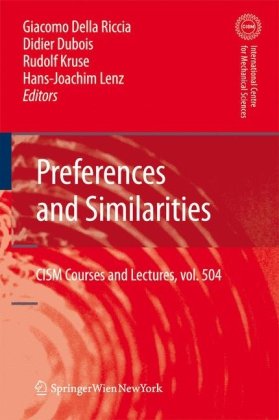 Giacomo Della Riccia
Didier Dubois
Rudolf Kruse
Hans-Joachim Lenz
Editors
CISM
International Centre
for Mechanical Sciences
Preferences
and Similarities
CISM Courses and Lectures, vol. 504
SpringerWienNewYork